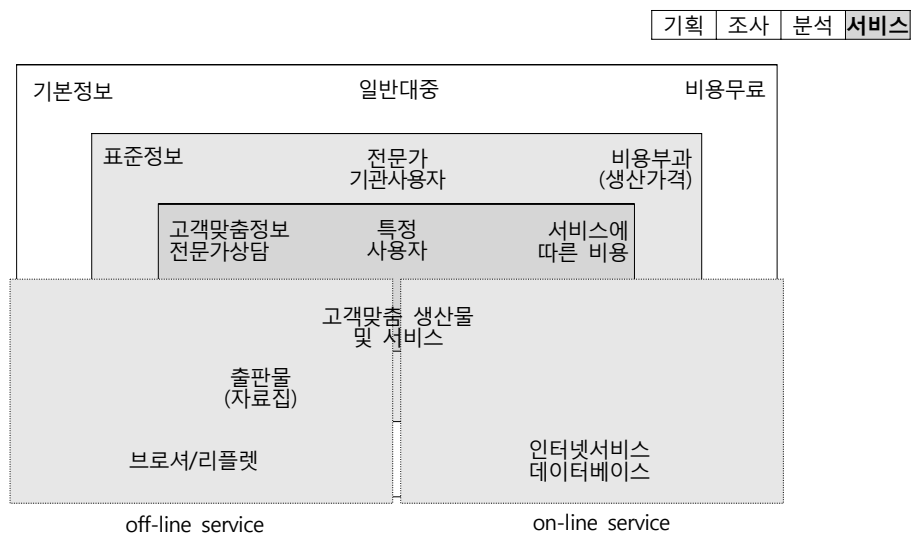 기획 조사 분석 서비스
기본정보 일반대중 비용무료
표준정보 전문가 비용부과
기관사용자 (생산가격)
고객맞춤정보 특정 서비스에
전문가상담 사용자 따른 비용
고객맞춤 생산물
및 서비스
출판물
(자료집)
브로셔/리플렛
인터넷서비스
데이터베이스
off-line service
on-line service